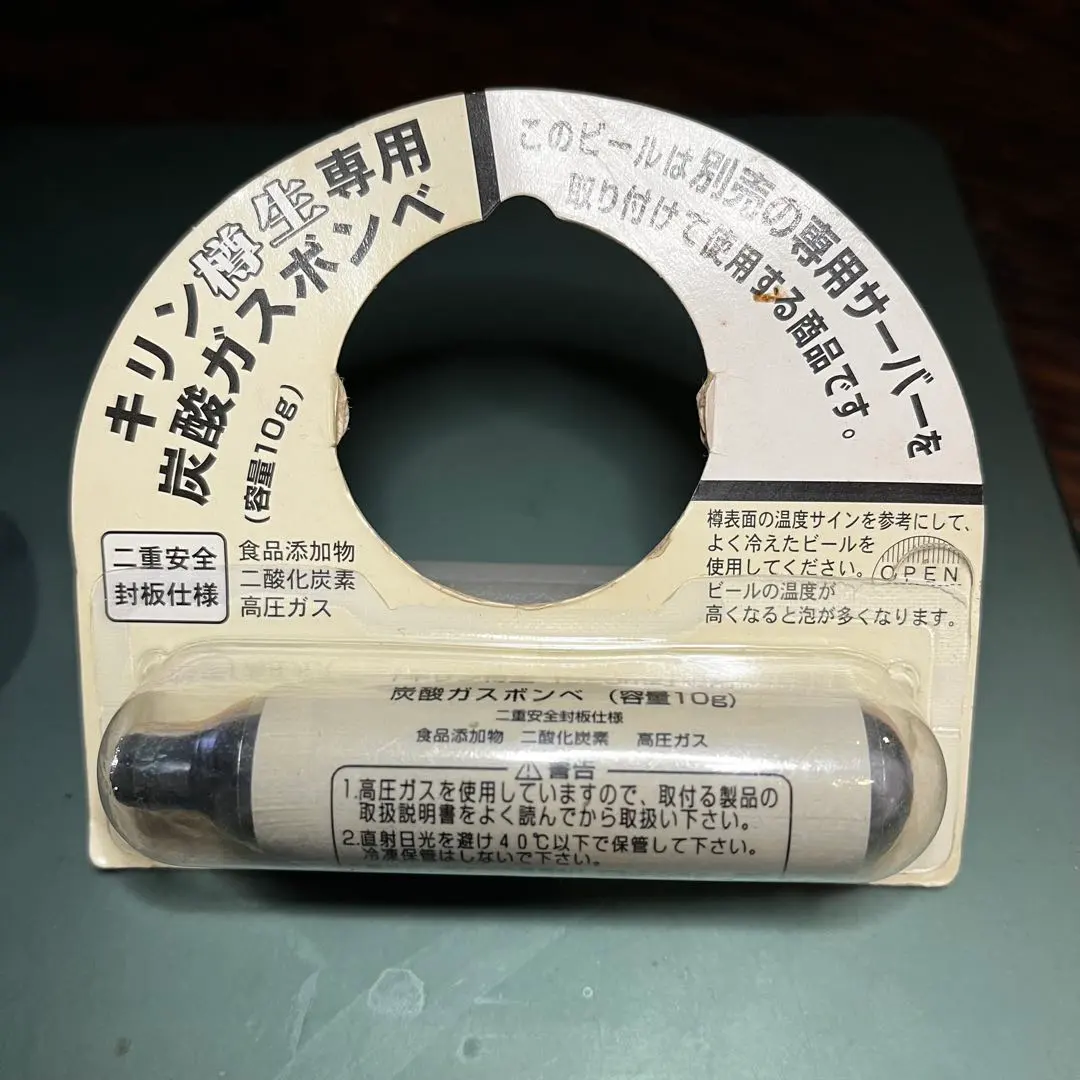 キリン樽生専用
炭酸ガスボンベ
(容量10g)
このビールは別売の専用サーバーを
取り付けて使用する商品です。
二重安全
封板仕様
食品添加物
二酸化炭素
高圧ガス
樽表面の温度サインを参考にして、
よく冷えたビールを
使用してください。
ビールの温度が
高くなると泡が多くなります。
OPEN
炭酸ガスボンベ (容量10g)
二重安全封板仕様
食品添加物 二酸化炭素 高圧ガス
⚠警告
1.高圧ガスを使用していますので、取付る製品の
取扱説明書をよく読んでから取扱い下さい。
2.直射日光を避け40℃以下で保管して下さい。
冷凍保管はしないで下さい。